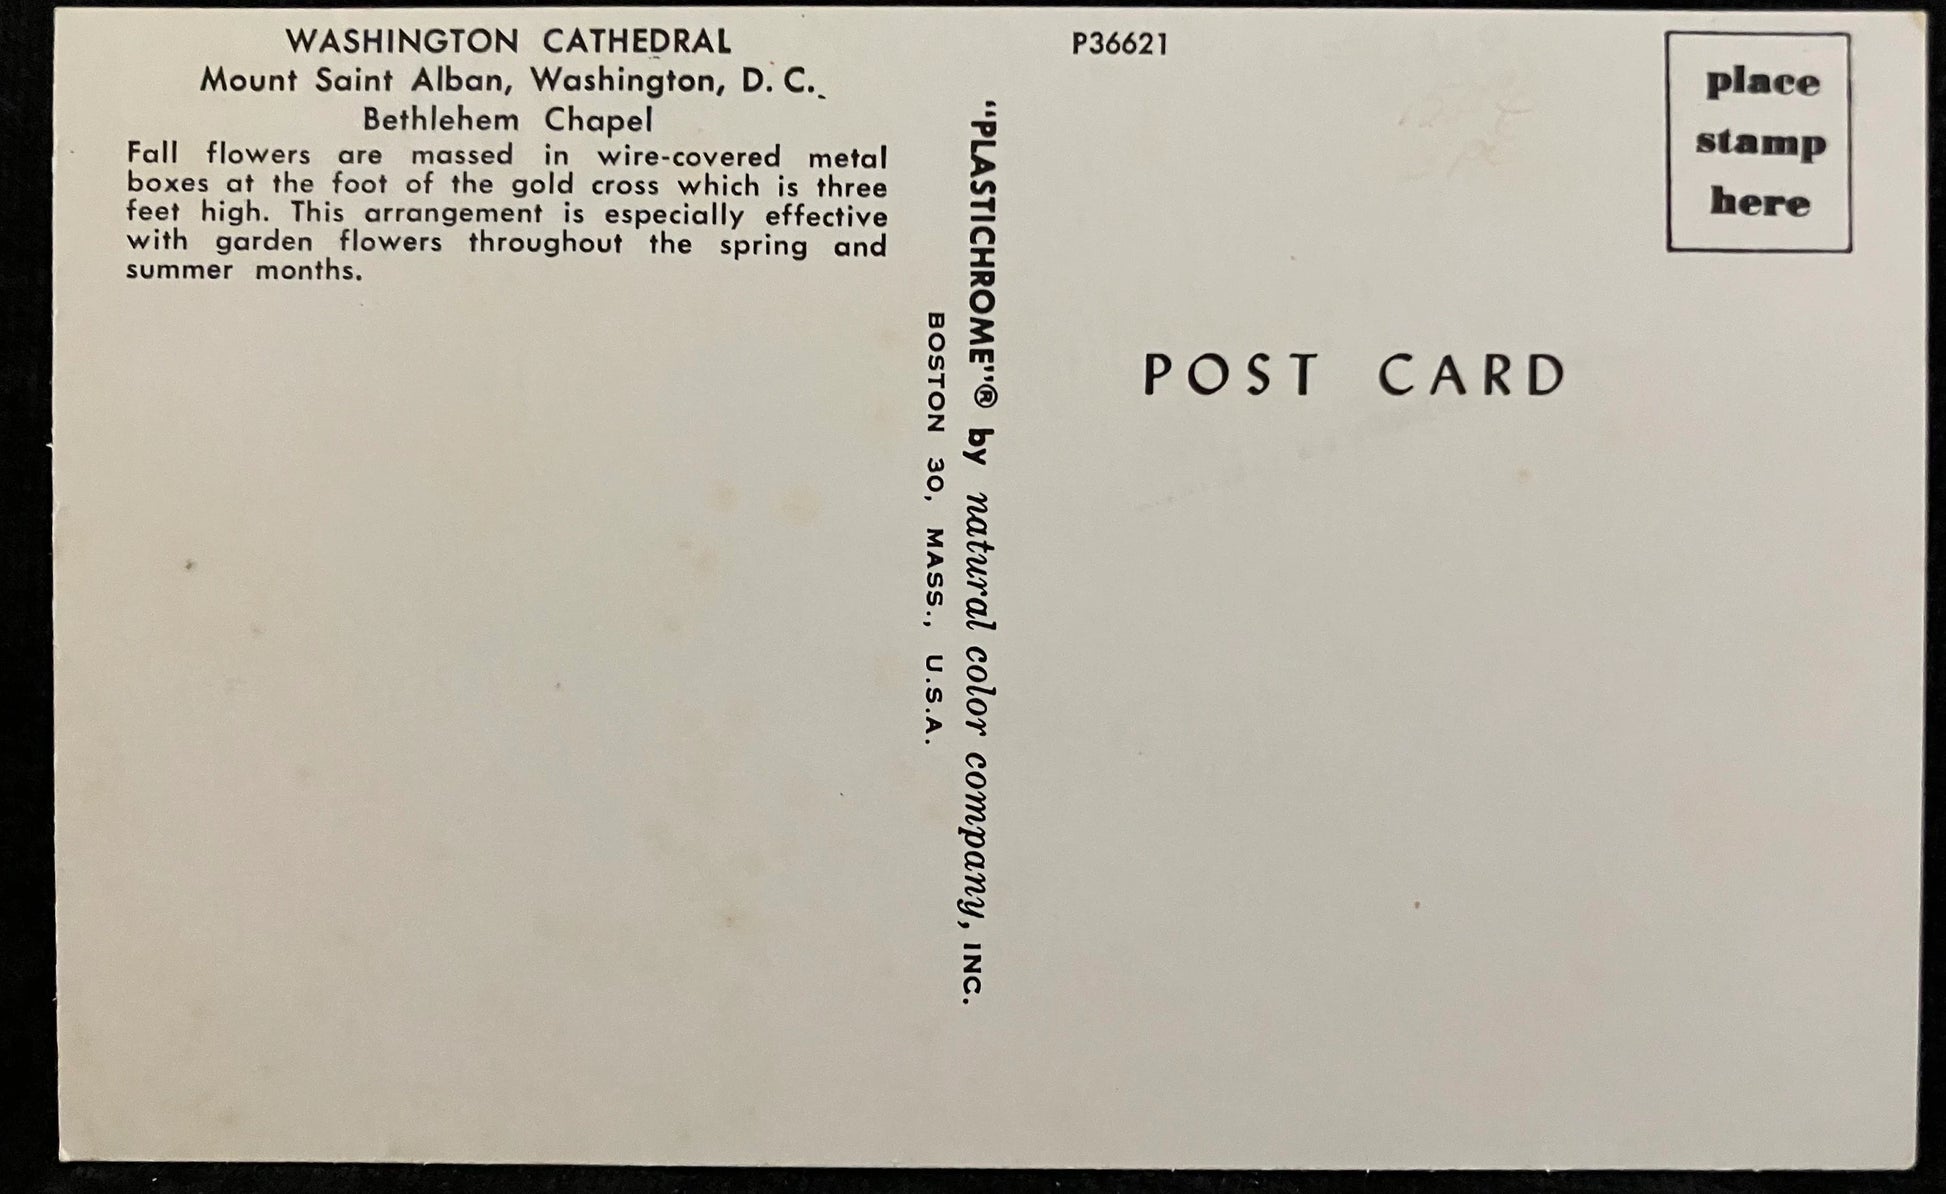 WASHINGTON CATHEDRAL
Mount Saint Alban, Washington, D. C.
Bethlehem Chapel
Fall flowers are massed in wire-covered metal
boxes at the foot of the gold cross which is three
feet high. This arrangement is especially effective
with garden flowers throughout the spring and
summer months.
"PLASTICHROME"® by natural color company, INC.
BOSTON 30, MASS., U.S.A.
P36621
place
stamp
here
POST CARD